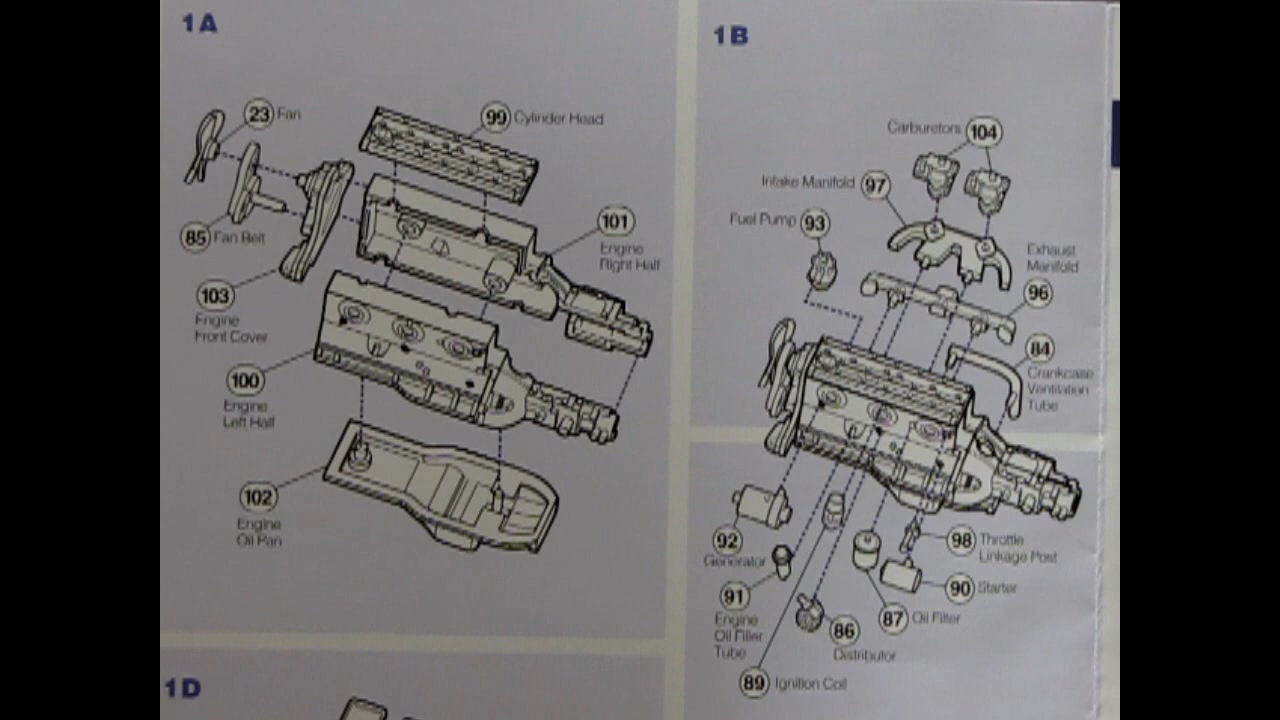 1A
23 Fan
99 Cylinder Head
85 Fan Belt
101
Engine
Right Half
103
Engine
Front Cover
100
Engine
Left Half
102
Engine
Oil Pan
1B
Carburetors 104
Intake Manifold 97
Fuel Pump 93
Exhaust
Manifold
96
84
Crankcase
Ventilation
Tube
92
Generator
98 Throttle
Linkage Post
91
Engine
Oil Filler
Tube
90 Starter
87 Oil Filter
86
Distributor
89 Ignition Coil
1D